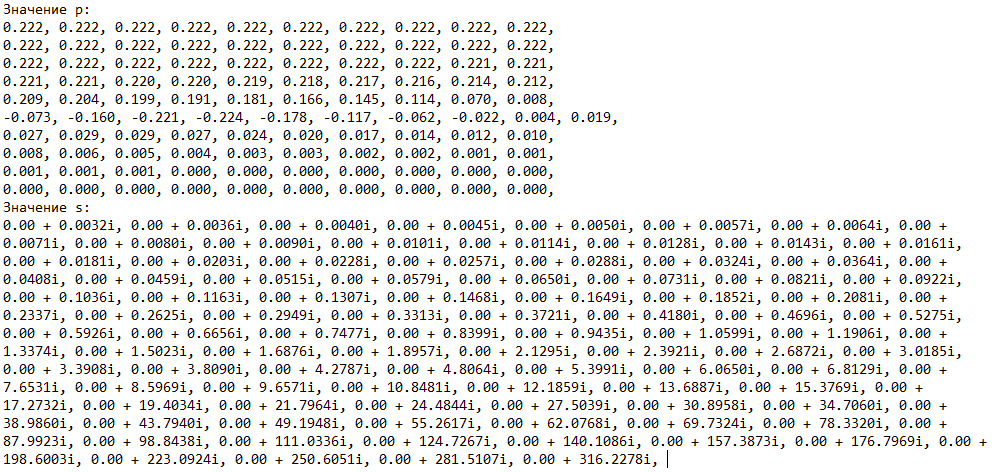 Значение p:
0.222, 0.222, 0.222, 0.222, 0.222, 0.222, 0.222, 0.222, 0.222, 0.222,
0.222, 0.222, 0.222, 0.222, 0.222, 0.222, 0.222, 0.222, 0.222, 0.222,
0.222, 0.222, 0.222, 0.222, 0.222, 0.222, 0.222, 0.222, 0.221, 0.221,
0.221, 0.221, 0.220, 0.220, 0.219, 0.218, 0.217, 0.216, 0.214, 0.212,
0.209, 0.204, 0.199, 0.191, 0.181, 0.166, 0.145, 0.114, 0.070, 0.008,
-0.073, -0.160, -0.221, -0.224, -0.178, -0.117, -0.062, -0.022, 0.004, 0.019,
0.027, 0.029, 0.029, 0.027, 0.024, 0.020, 0.017, 0.014, 0.012, 0.010,
0.008, 0.006, 0.005, 0.004, 0.003, 0.003, 0.002, 0.002, 0.001, 0.001,
0.001, 0.001, 0.001, 0.000, 0.000, 0.000, 0.000, 0.000, 0.000, 0.000,
0.000, 0.000, 0.000, 0.000, 0.000, 0.000, 0.000, 0.000, 0.000, 0.000,
Значение s:
0.00 + 0.0032i, 0.00 + 0.0036i, 0.00 + 0.0040i, 0.00 + 0.0045i, 0.00 + 0.0050i, 0.00 + 0.0057i, 0.00 + 0.0064i, 0.00 +
0.0071i, 0.00 + 0.0080i, 0.00 + 0.0090i, 0.00 + 0.0101i, 0.00 + 0.0114i, 0.00 + 0.0128i, 0.00 + 0.0143i, 0.00 + 0.0161i,
0.00 + 0.0181i, 0.00 + 0.0203i, 0.00 + 0.0228i, 0.00 + 0.0257i, 0.00 + 0.0288i, 0.00 + 0.0324i, 0.00 + 0.0364i, 0.00 +
0.0408i, 0.00 + 0.0459i, 0.00 + 0.0515i, 0.00 + 0.0579i, 0.00 + 0.0650i, 0.00 + 0.0731i, 0.00 + 0.0821i, 0.00 + 0.0922i,
0.00 + 0.1036i, 0.00 + 0.1163i, 0.00 + 0.1307i, 0.00 + 0.1468i, 0.00 + 0.1649i, 0.00 + 0.1852i, 0.00 + 0.2081i, 0.00 +
0.2337i, 0.00 + 0.2625i, 0.00 + 0.2949i, 0.00 + 0.3313i, 0.00 + 0.3721i, 0.00 + 0.4180i, 0.00 + 0.4696i, 0.00 + 0.5275i,
0.00 + 0.5926i, 0.00 + 0.6656i, 0.00 + 0.7477i, 0.00 + 0.8399i, 0.00 + 0.9435i, 0.00 + 1.0599i, 0.00 + 1.1906i, 0.00 +
1.3374i, 0.00 + 1.5023i, 0.00 + 1.6876i, 0.00 + 1.8957i, 0.00 + 2.1295i, 0.00 + 2.3921i, 0.00 + 2.6872i, 0.00 + 3.0185i,
0.00 + 3.3908i, 0.00 + 3.8090i, 0.00 + 4.2787i, 0.00 + 4.8064i, 0.00 + 5.3991i, 0.00 + 6.0650i, 0.00 + 6.8129i, 0.00 +
7.6531i, 0.00 + 8.5969i, 0.00 + 9.6571i, 0.00 + 10.8481i, 0.00 + 12.1859i, 0.00 + 13.6887i, 0.00 + 15.3769i, 0.00 +
17.2732i, 0.00 + 19.4034i, 0.00 + 21.7964i, 0.00 + 24.4844i, 0.00 + 27.5039i, 0.00 + 30.8958i, 0.00 + 34.7060i, 0.00 +
38.9860i, 0.00 + 43.7940i, 0.00 + 49.1948i, 0.00 + 55.2617i, 0.00 + 62.0768i, 0.00 + 69.7324i, 0.00 + 78.3320i, 0.00 +
87.9923i, 0.00 + 98.8438i, 0.00 + 111.0336i, 0.00 + 124.7267i, 0.00 + 140.1086i, 0.00 + 157.3873i, 0.00 + 176.7969i, 0.00 +
198.6003i, 0.00 + 223.0924i, 0.00 + 250.6051i, 0.00 + 281.5107i, 0.00 + 316.2278i,